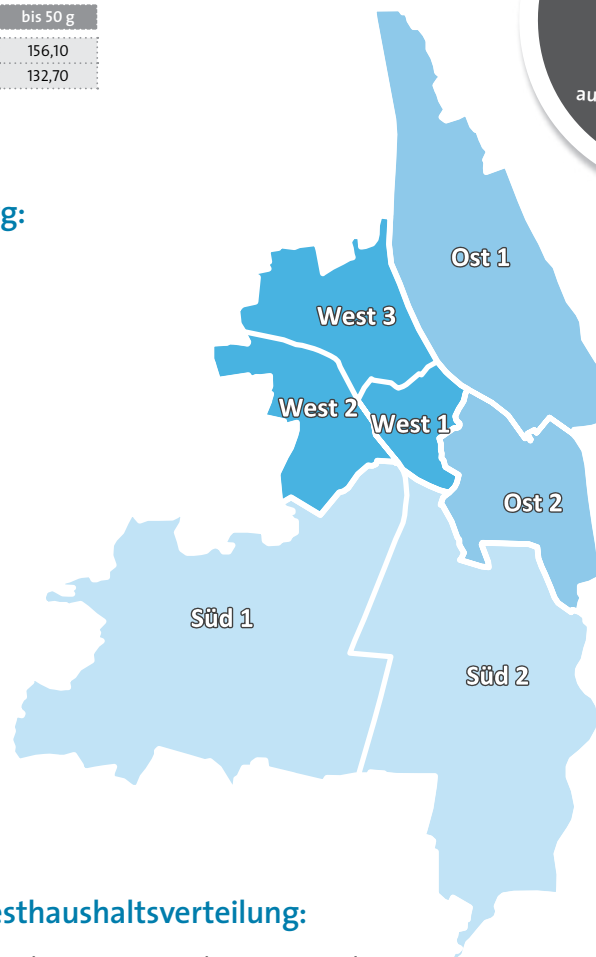 bis 50 g
156,10
132,70
au
g:
Ost 1
West 3
West 2
West 1
Ost 2
Süd 1
Süd 2
esthaushaltsverteilung: